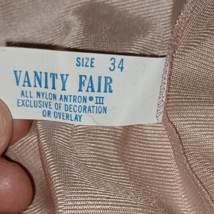 SIZE 34
VANITY FAIR
ALL NYLON ANTRON® III
EXCLUSIVE OF DECORATION
OR OVERLAY